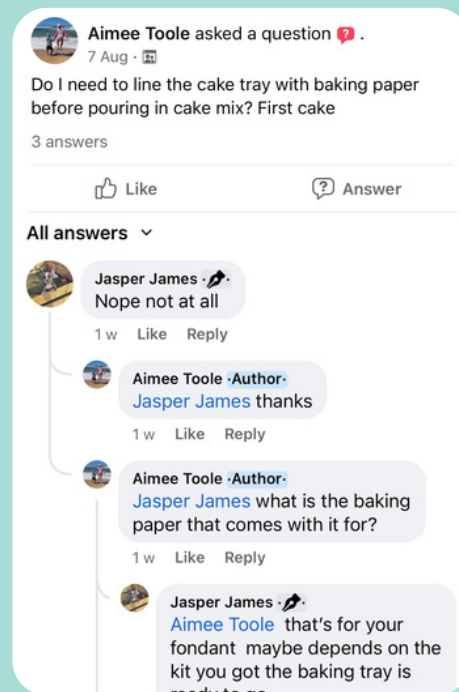 Aimee Toole asked a question ? .
7 Aug ·
Do I need to line the cake tray with baking paper
before pouring in cake mix? First cake
3 answers
Like
Answer
All answers
Jasper James · ·
Nope not at all
1 w Like Reply
Aimee Toole ·Author·
Jasper James thanks
1 w Like Reply
Aimee Toole ·Author·
Jasper James what is the baking
paper that comes with it for?
1 w Like Reply
Jasper James · ·
Aimee Toole that's for your
fondant maybe depends on the
kit you got the baking tray is
ready to go